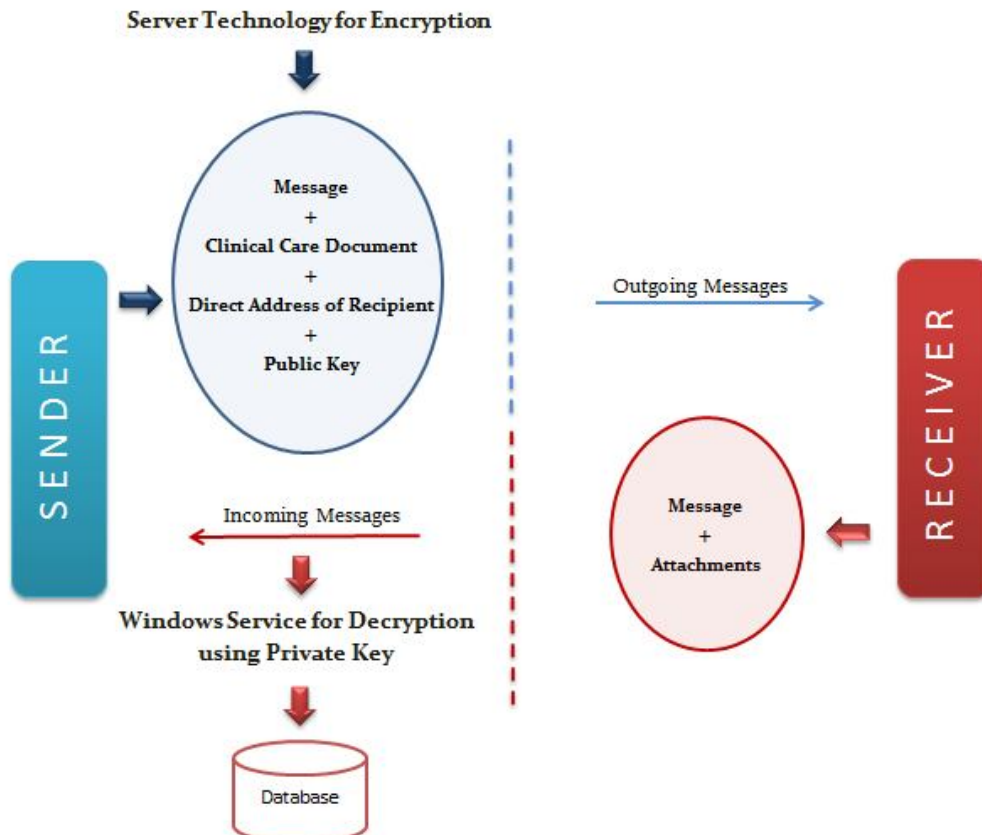 Server Technology for Encryption
Message
+
Clinical Care Document
+
Direct Address of Recipient
+
Public Key
SENDER
Outgoing Messages
RECEIVER
Incoming Messages
Message
+
Attachments
Windows Service for Decryption
using Private Key
Database